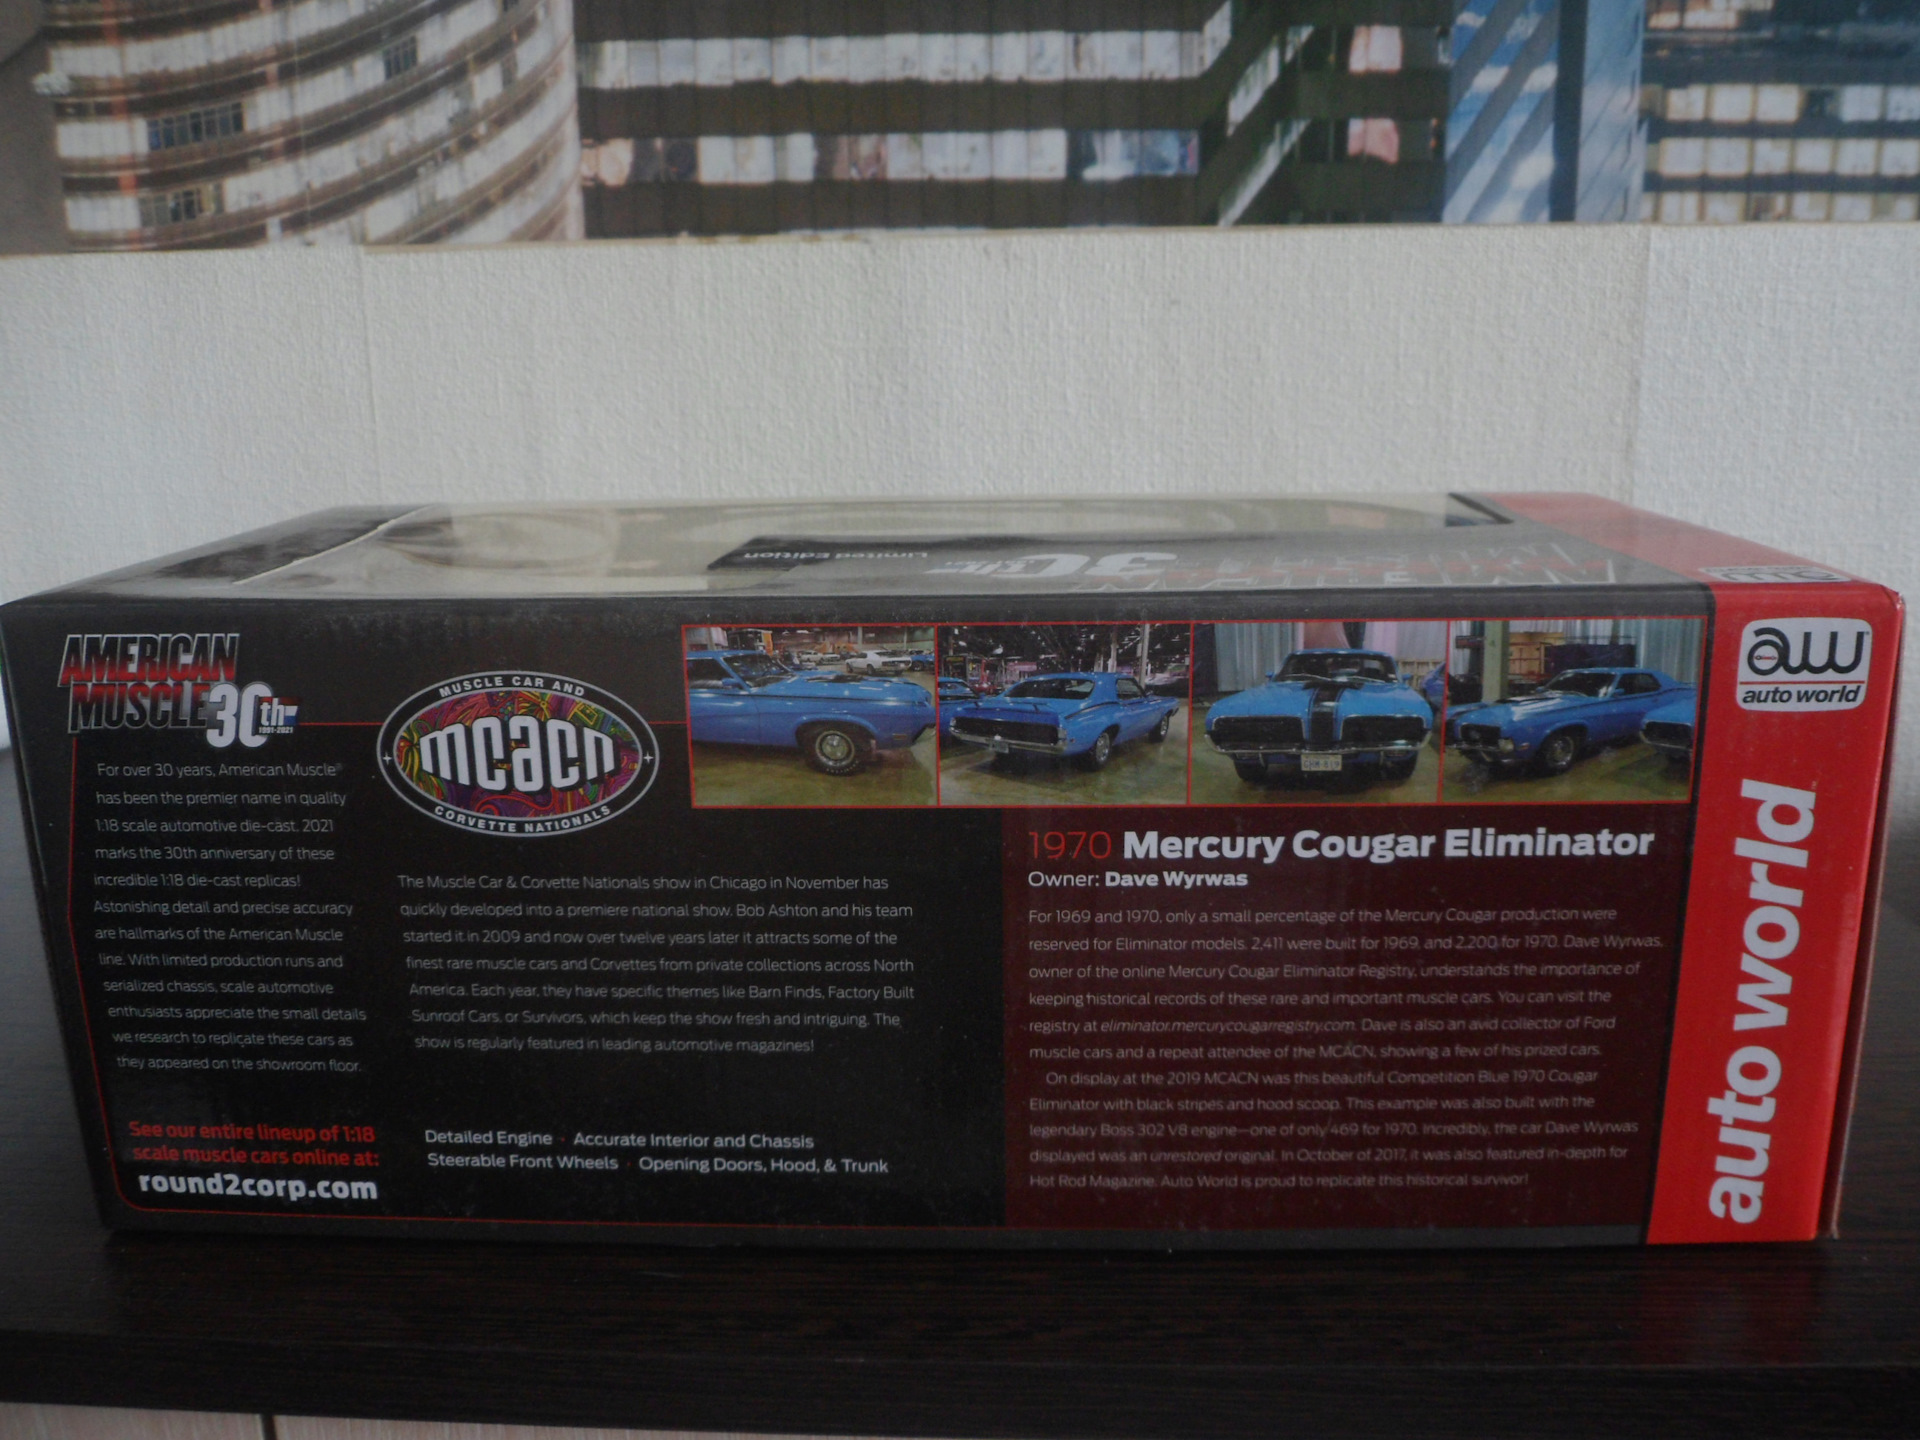 Limited Edition
30th
AMERICAN
MUSCLE 30th
1991-2021
For over 30 years, American Muscle®
has been the premier name in quality
1:18 scale automotive die-cast. 2021
marks the 30th anniversary of these
incredible 1:18 die-cast replicas!
Astonishing detail and precise accuracy
are hallmarks of the American Muscle
line. With limited production runs and
serialized chassis, scale automotive
enthusiasts appreciate the small details
we research to replicate these cars as
they appeared on the showroom floor.
See our entire lineup of 1:18
scale muscle cars online at:
round2corp.com
MUSCLE CAR AND
mcacn
CORVETTE NATIONALS
The Muscle Car & Corvette Nationals show in Chicago in November has
quickly developed into a premiere national show. Bob Ashton and his team
started it in 2009 and now over twelve years later it attracts some of the
finest rare muscle cars and Corvettes from private collections across North
America. Each year, they have specific themes like Barn Finds, Factory Built
Sunroof Cars, or Survivors, which keep the show fresh and intriguing. The
show is regularly featured in leading automotive magazines!
Detailed Engine · Accurate Interior and Chassis
Steerable Front Wheels · Opening Doors, Hood, & Trunk
GHM-819
1970 Mercury Cougar Eliminator
Owner: Dave Wyrwas
For 1969 and 1970, only a small percentage of the Mercury Cougar production were
reserved for Eliminator models. 2,411 were built for 1969, and 2,200 for 1970. Dave Wyrwas,
owner of the online Mercury Cougar Eliminator Registry, understands the importance of
keeping historical records of these rare and important muscle cars. You can visit the
registry at eliminator.mercurycougarregistry.com. Dave is also an avid collector of Ford
muscle cars and a repeat attendee of the MCACN, showing a few of his prized cars.
On display at the 2019 MCACN was this beautiful Competition Blue 1970 Cougar
Eliminator with black stripes and hood scoop. This example was also built with the
legendary Boss 302 V8 engine—one of only 469 for 1970. Incredibly, the car Dave Wyrwas
displayed was an unrestored original. In October of 2017, it was also featured in-depth for
Hot Rod Magazine. Auto World is proud to replicate this historical survivor!
aw
auto world
auto world